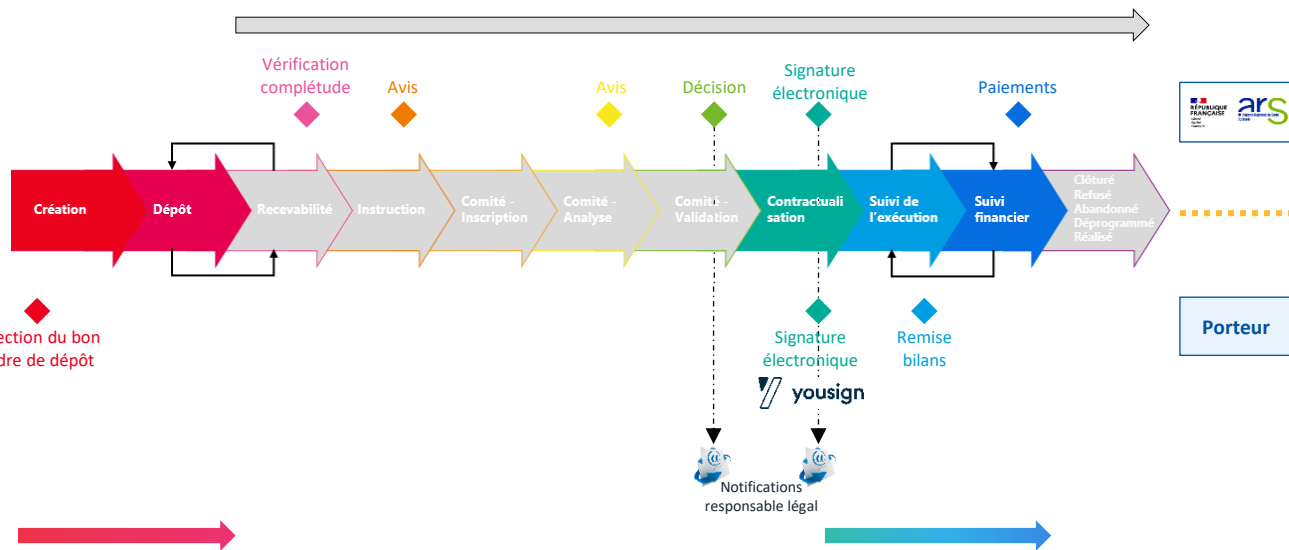 Vérification
complétude
Avis
Avis
Décision
Signature
électronique
Paiements
RÉPUBLIQUE
FRANÇAISE
ars
Création
Dépôt
Recevabilité
Instruction
Comité -
Inscription
Comité -
Analyse
Comité -
Validation
Contractuali
sation
Suivi de
l'exécution
Suivi
financier
Clôturé
Refusé
Abandonné
Déprogrammé
Réalisé
ection du bon
dre de dépôt
Signature
électronique
yousign
Remise
bilans
Porteur
Notifications
responsable légal